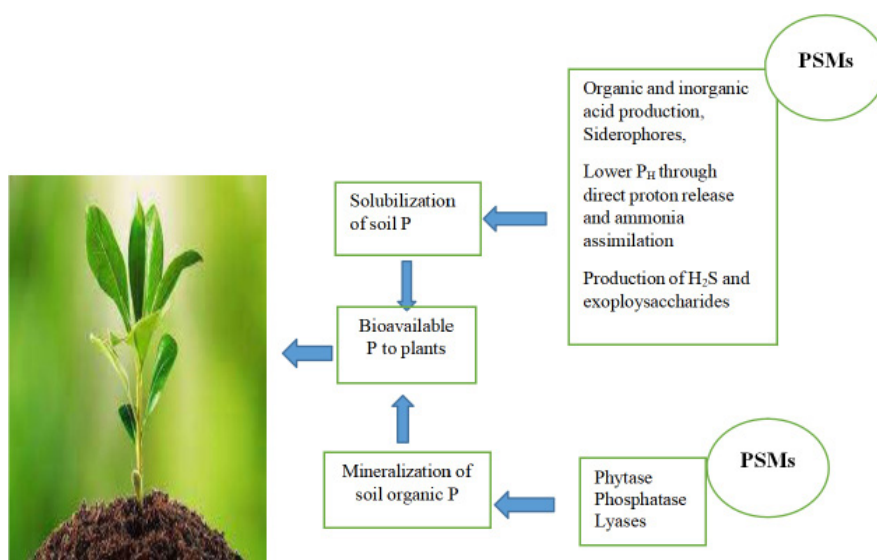 PSMs
Organic and inorganic
acid production,
Siderophores,
Lower PH through
direct proton release
and ammonia
assimilation
Production of H₂S and
exoploysaccharides
Solubilization
of soil P
Bioavailable
P to plants
Mineralization of
soil organic P
PSMs
Phytase
Phosphatase
Lyases